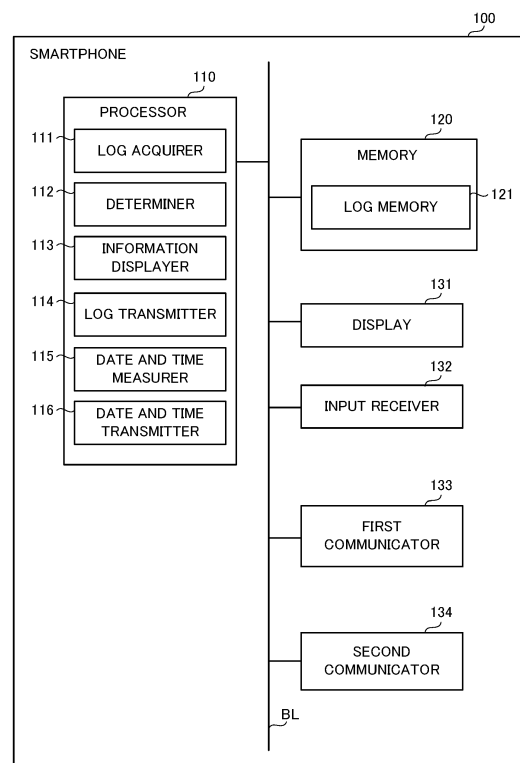 100
SMARTPHONE
110
PROCESSOR
111
LOG ACQUIRER
112
DETERMINER
113
INFORMATION
DISPLAYER
114
LOG TRANSMITTER
115
DATE AND TIME
MEASURER
116
DATE AND TIME
TRANSMITTER
120
MEMORY
LOG MEMORY
121
131
DISPLAY
132
INPUT RECEIVER
133
FIRST
COMMUNICATOR
134
SECOND
COMMUNICATOR
BL